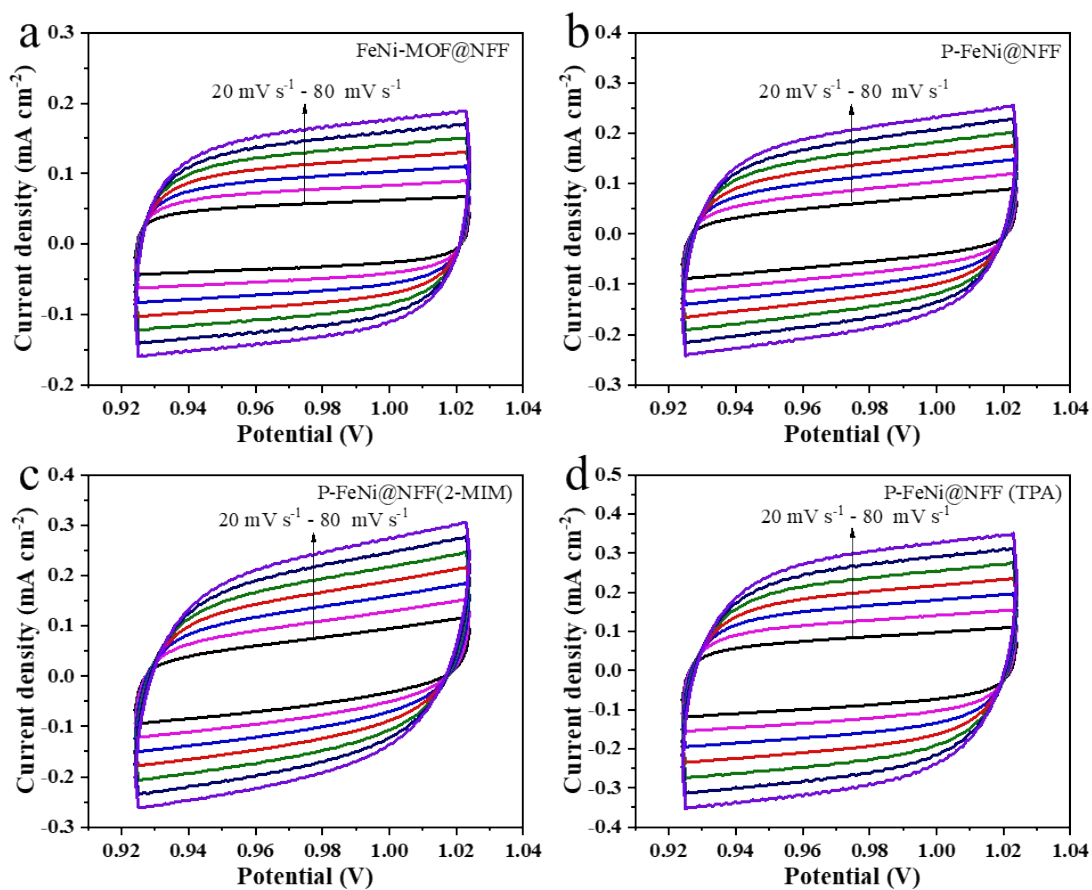 a
FeNi-MOF@NFF
20 mV s⁻¹ - 80 mV s⁻¹
Current density (mA cm⁻²)
0.3
0.2
0.1
0.0
-0.1
-0.2
0.92 0.94 0.96 0.98 1.00 1.02 1.04
Potential (V)
b
P-FeNi@NFF
20 mV s⁻¹ - 80 mV s⁻¹
Current density (mA cm⁻²)
0.4
0.3
0.2
0.1
0.0
-0.1
-0.2
-0.3
0.92 0.94 0.96 0.98 1.00 1.02 1.04
Potential (V)
c
P-FeNi@NFF(2-MIM)
20 mV s⁻¹ - 80 mV s⁻¹
Current density (mA cm⁻²)
0.4
0.3
0.2
0.1
0.0
-0.1
-0.2
-0.3
0.92 0.94 0.96 0.98 1.00 1.02 1.04
Potential (V)
d
P-FeNi@NFF (TPA)
20 mV s⁻¹ - 80 mV s⁻¹
Current density (mA cm⁻²)
0.5
0.4
0.3
0.2
0.1
0.0
-0.1
-0.2
-0.3
-0.4
0.92 0.94 0.96 0.98 1.00 1.02 1.04
Potential (V)